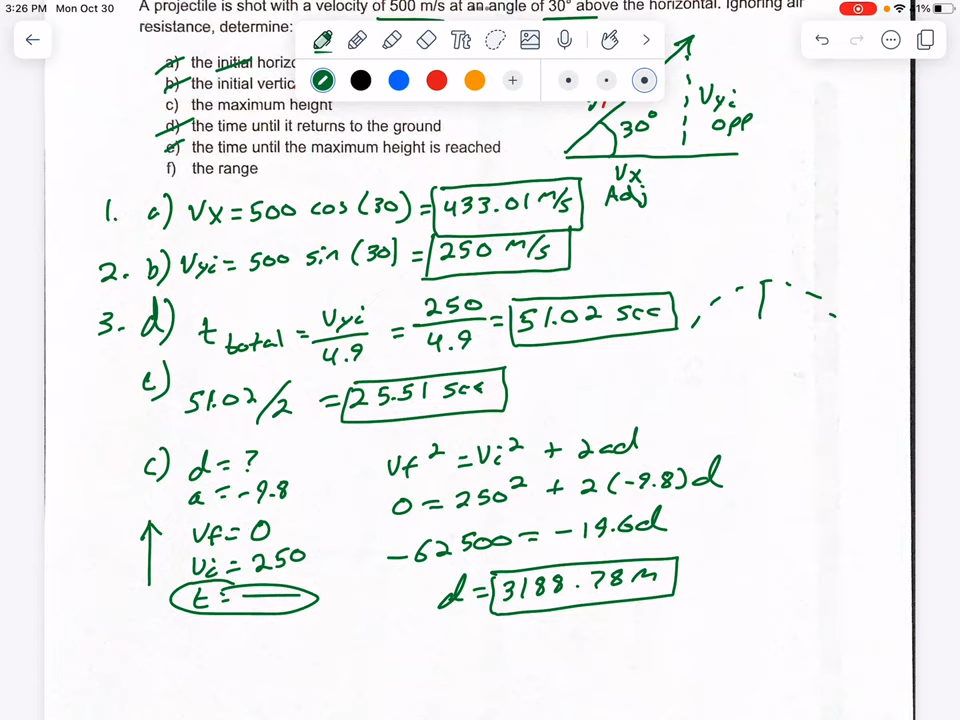 3:26 PM Mon Oct 30
41%
A projectile is shot with a velocity of 500 m/s at an angle of 30° above the horizontal. Ignoring air
resistance, determine:
Tt
a) the initial horizo
b) the initial vertic
c) the maximum height
d) the time until it returns to the ground
e) the time until the maximum height is reached
f) the range
30°
Vyi
opp
Vx
Adj
1. a) Vx = 500 cos (30) = 433.01 m/s
2. b) Vyi = 500 sin (30) = 250 m/s
3. d) t total = Vyi / 4.9 = 250 / 4.9 = 51.02 sec
e) 51.02/2 = 25.51 sec
c) d = ?
a = -9.8
Vf = 0
Vi = 250
t = —
Vf² = Vi² + 2ad
0 = 250² + 2(-9.8)d
-62500 = -19.6d
d = 3188.78 m